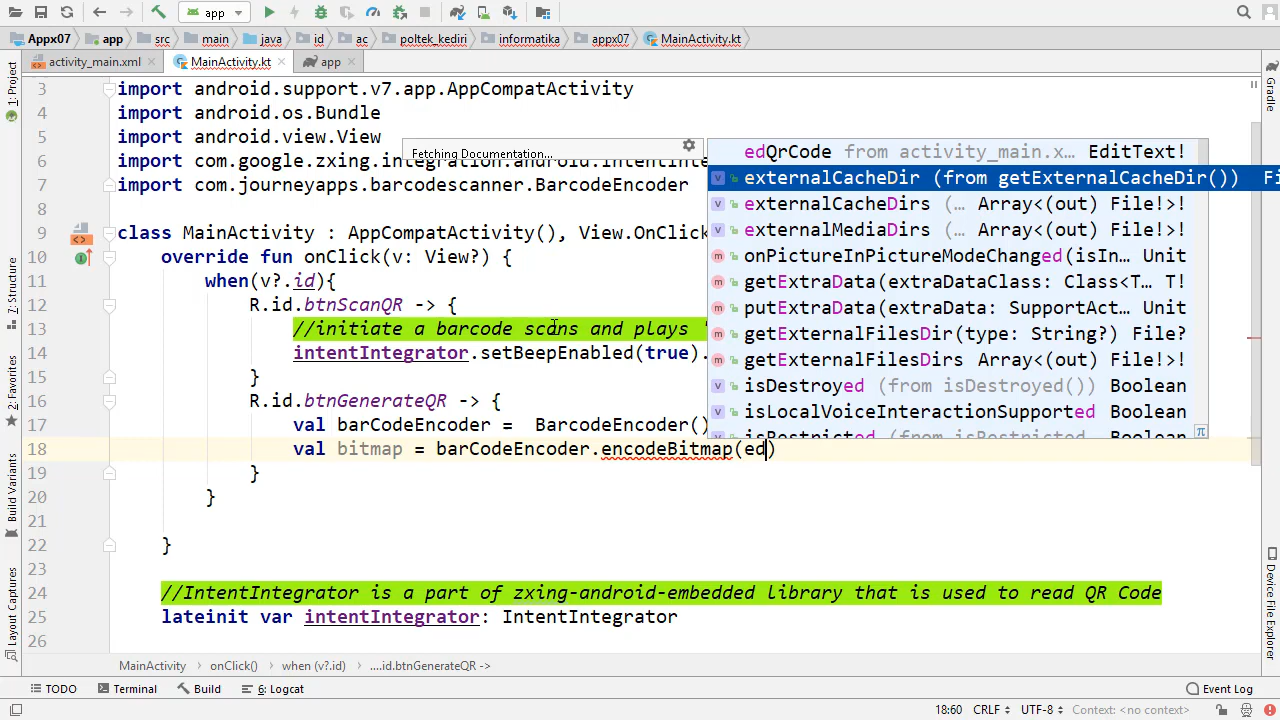 app
Appx07 app src main java id ac poltek_kediri informatika appx07 MainActivity.kt
activity_main.xml MainActivity.kt app
1: Project
7: Structure
2: Favorites
Build Variants
Layout Captures
3 import android.support.v7.app.AppCompatActivity
4 import android.os.Bundle
5 import android.view.View
6 import com.google.zxing.integration.android.IntentInte
7 import com.journeyapps.barcodescanner.BarcodeEncoder
8
9 class MainActivity : AppCompatActivity(), View.OnClick
10 override fun onClick(v: View?) {
11 when(v?.id){
12 R.id.btnScanQR -> {
13 //initiate a barcode scans and plays
14 intentIntegrator.setBeepEnabled(true).
15 }
16 R.id.btnGenerateQR -> {
17 val barCodeEncoder = BarcodeEncoder()
18 val bitmap = barCodeEncoder.encodeBitmap(ed)
19 }
20 }
21
22 }
23
24 //IntentIntegrator is a part of zxing-android-embedded library that is used to read QR Code
25 lateinit var intentIntegrator: IntentIntegrator
26
Fetching Documentation...
edQrCode from activity_main.x… EditText!
externalCacheDir (from getExternalCacheDir()) Fi
externalCacheDirs (… Array<(out) File!>!
externalMediaDirs (… Array<(out) File!>!
onPictureInPictureModeChanged(isIn… Unit
getExtraData(extraDataClass: Class<T… T!
putExtraData(extraData: SupportAct… Unit
getExternalFilesDir(type: String?) File?
getExternalFilesDirs Array<(out) File!>!
isDestroyed (from isDestroyed()) Boolean
isLocalVoiceInteractionSupported Boolean
isRestricted (from isRestricted… Boolean
π
Gradle
Device File Explorer
MainActivity onClick() when (v?.id) ....id.btnGenerateQR ->
TODO Terminal Build 6: Logcat Event Log
18:60 CRLF UTF-8 Context: <no context>